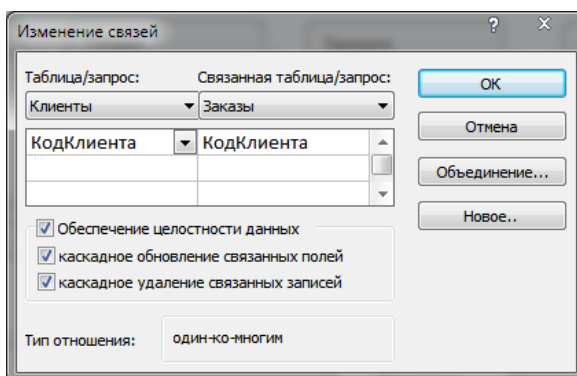 Изменение связей
Таблица/запрос: Связанная таблица/запрос:
Клиенты Заказы
КодКлиента КодКлиента
Обеспечение целостности данных
каскадное обновление связанных полей
каскадное удаление связанных записей
Тип отношения: один-ко-многим
ОК
Отмена
Объединение...
Новое..